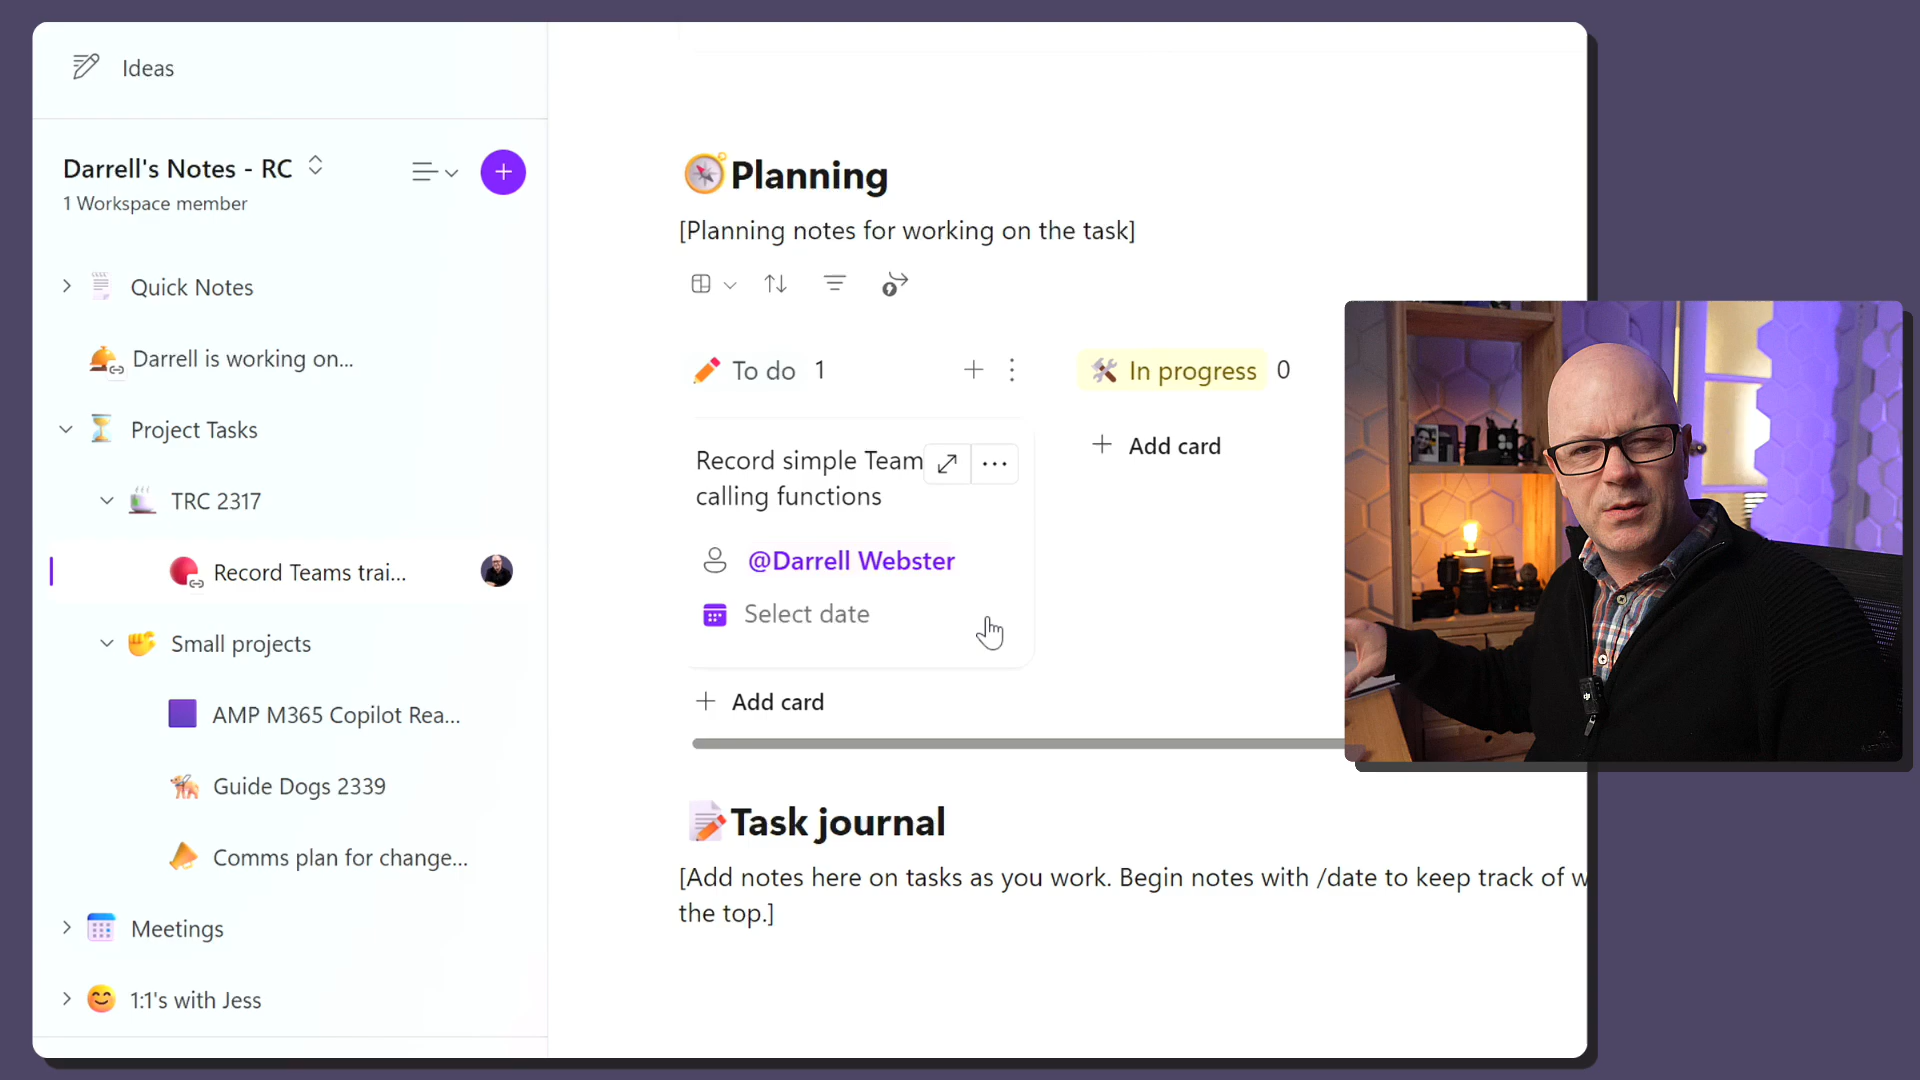 Ideas
Darrell's Notes - RC
1 Workspace member
Quick Notes
Darrell is working on...
Project Tasks
TRC 2317
Record Teams trai...
Small projects
AMP M365 Copilot Rea...
Guide Dogs 2339
Comms plan for change...
Meetings
1:1's with Jess
Planning
[Planning notes for working on the task]
To do 1
In progress 0
Record simple Team
calling functions
@Darrell Webster
Select date
Add card
Add card
Task journal
[Add notes here on tasks as you work. Begin notes with /date to keep track of w
the top.]